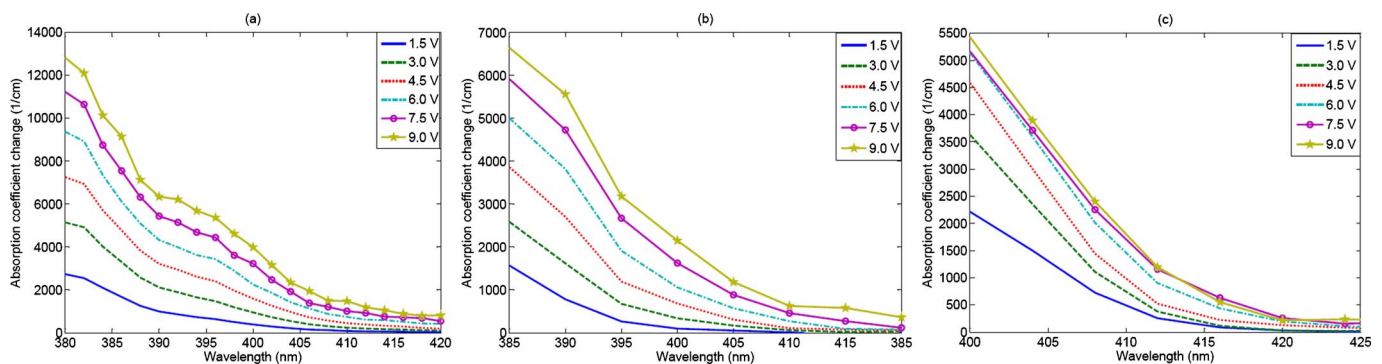 (a)
14000
12000
10000
8000
6000
4000
2000
0
380 385 390 395 400 405 410 415 420
Wavelength (nm)
Absorption coefficient change (1/cm)
1.5 V
3.0 V
4.5 V
6.0 V
7.5 V
9.0 V
(b)
7000
6000
5000
4000
3000
2000
1000
0
385 390 395 400 405 410 415 385
Wavelength (nm)
Absorption coefficient change (1/cm)
1.5 V
3.0 V
4.5 V
6.0 V
7.5 V
9.0 V
(c)
5500
5000
4500
4000
3500
3000
2500
2000
1500
1000
500
0
400 405 410 415 420 425
Wavelength (nm)
Absorption coefficient change (1/cm)
1.5 V
3.0 V
4.5 V
6.0 V
7.5 V
9.0 V